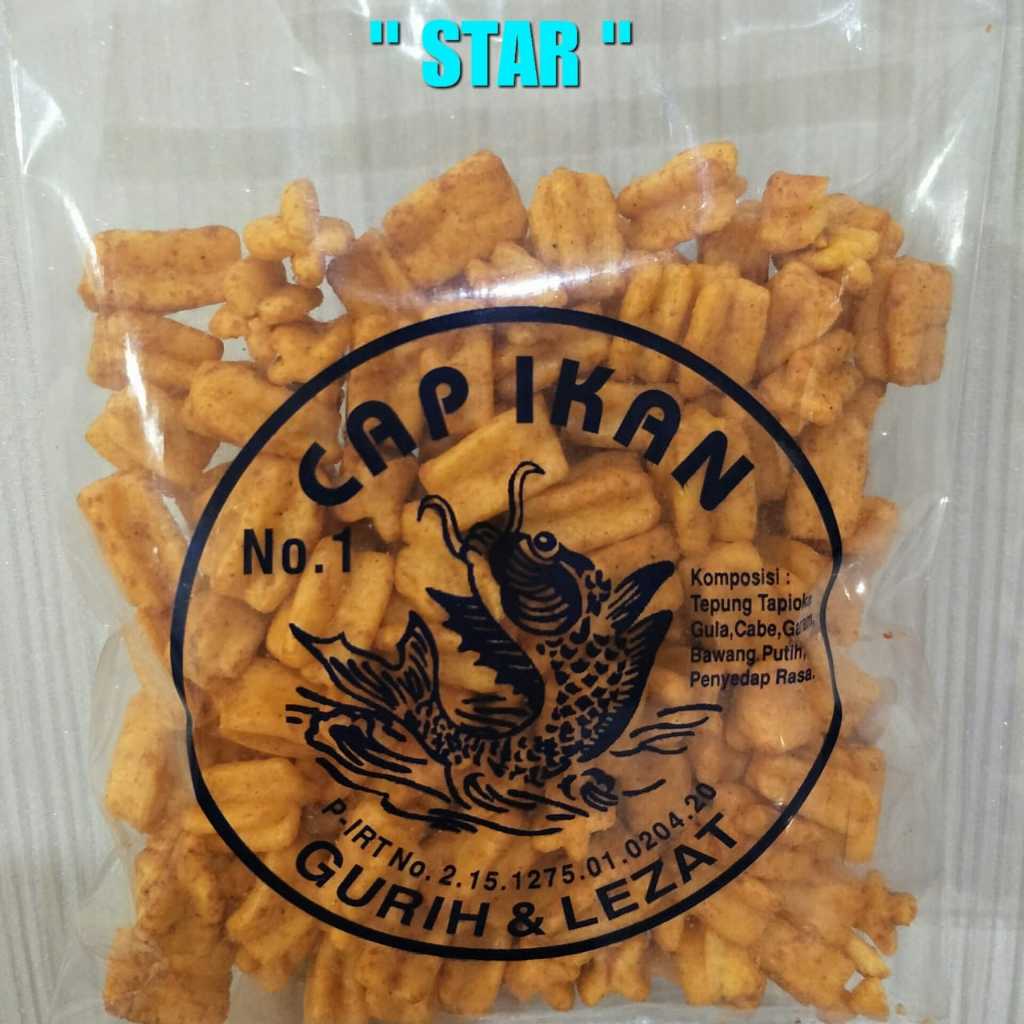 " STAR "
CAP IKAN
No.1
Komposisi :
Tepung Tapioka
Gula,Cabe,Garam,
Bawang Putih,
Penyedap Rasa.
P-IRT No. 2.15.1275.01.0204.20
GURIH & LEZAT